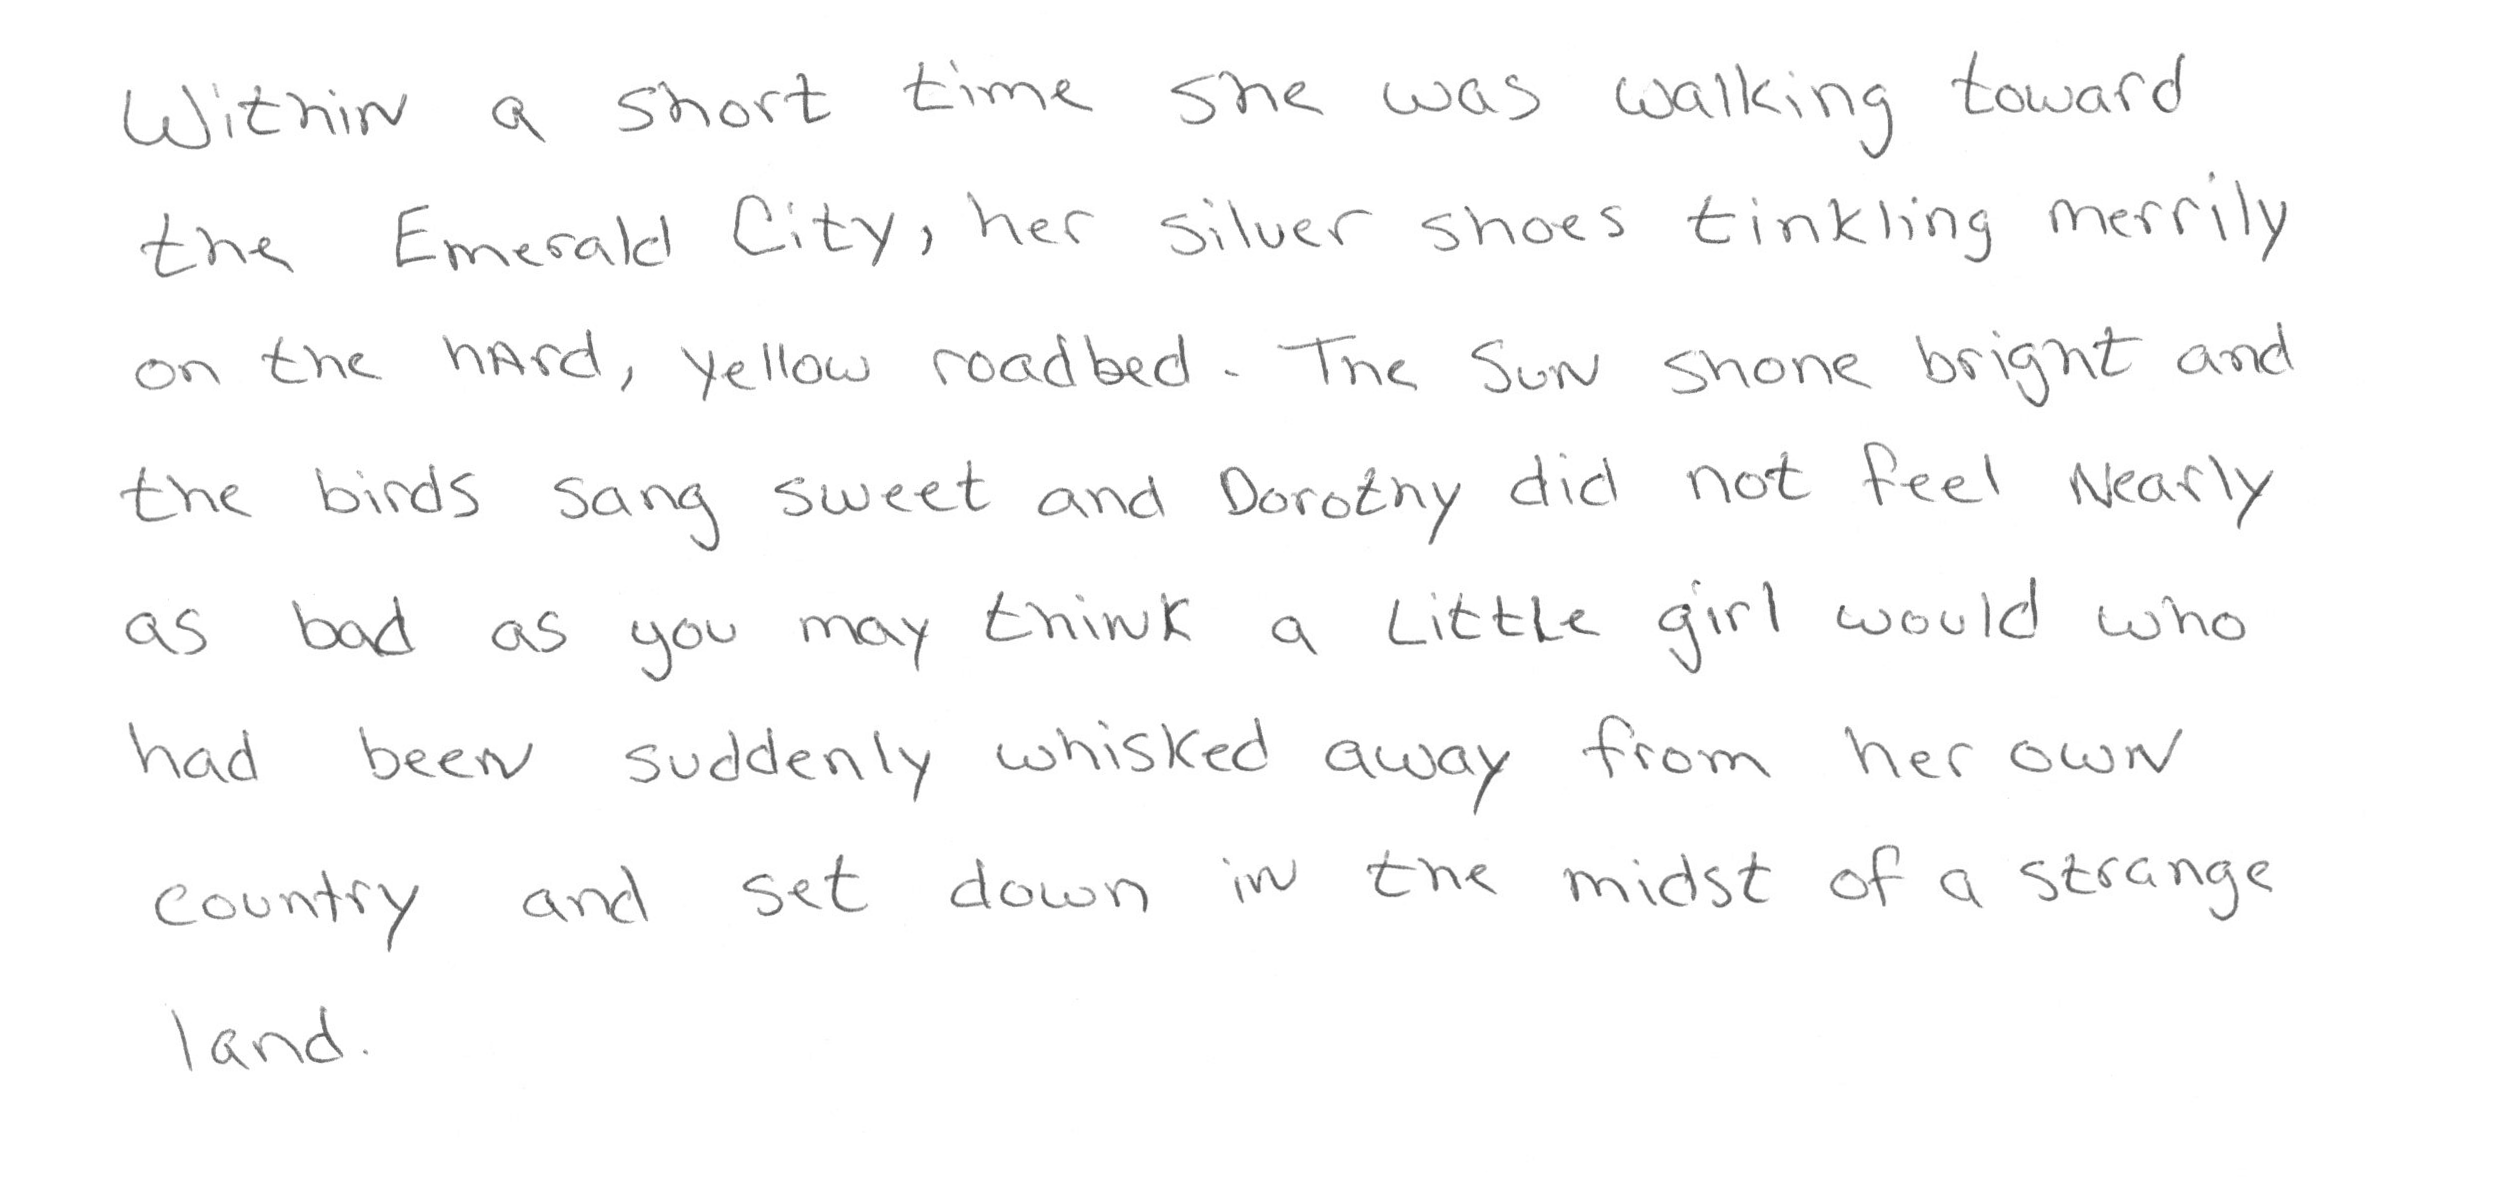 Within a short time she was walking toward
the Emerald City, her silver shoes tinkling merrily
on the hard, yellow roadbed. The sun shone bright and
the birds sang sweet and Dorothy did not feel nearly
as bad as you may think a little girl would who
had been suddenly whisked away from her own
country and set down in the midst of a strange
land.